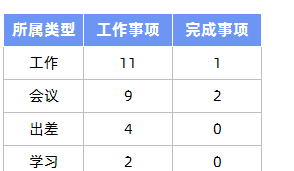 所属类型 工作事项 完成事项
工作 11 1
会议 9 2
出差 4 0
学习 2 0